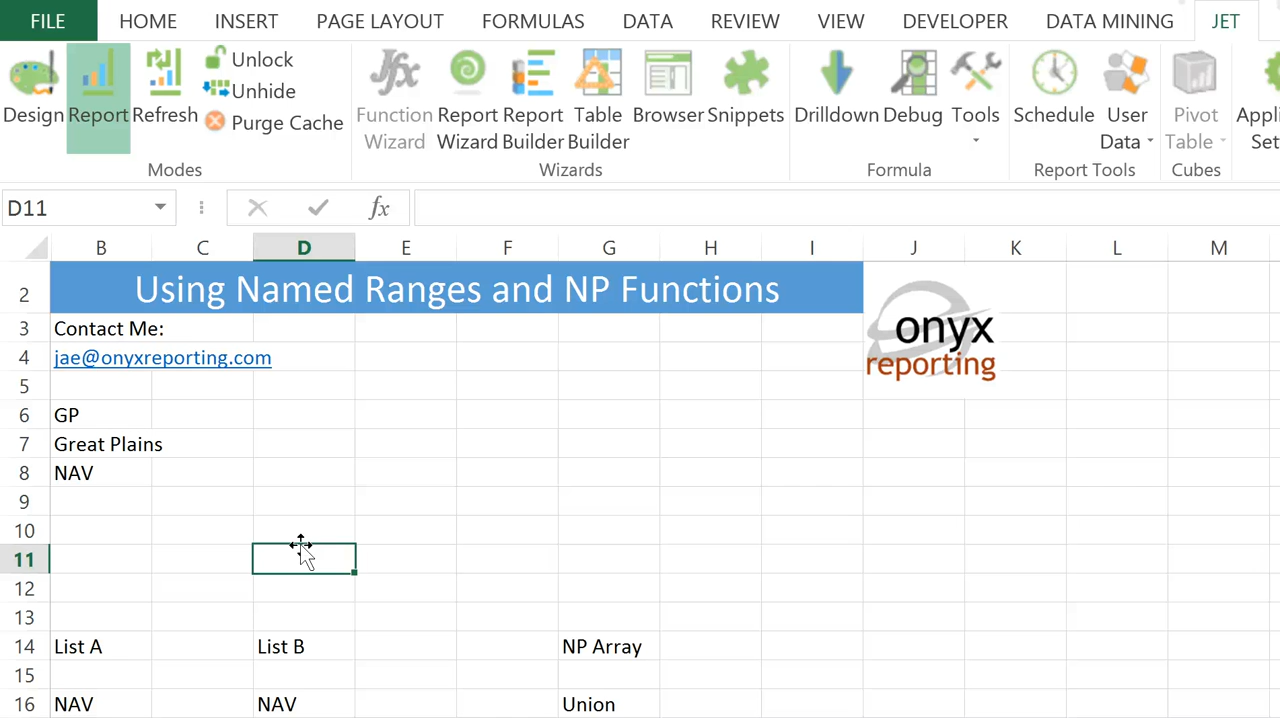 FILE HOME INSERT PAGE LAYOUT FORMULAS DATA REVIEW VIEW DEVELOPER DATA MINING JET
Design Report Refresh
Unlock
Unhide
Purge Cache
Modes
Function Wizard
Report Wizard
Report Builder
Table Builder
Browser
Snippets
Wizards
Drilldown
Debug
Tools
Formula
Schedule
User Data
Report Tools
Pivot Table
Cubes
Appli
Set
D11 fx
B C D E F G H I J K L M
2 Using Named Ranges and NP Functions
onyx
reporting
3 Contact Me:
4 jae@onyxreporting.com
5
6 GP
7 Great Plains
8 NAV
9
10
11
12
13
14 List A List B NP Array
15
16 NAV NAV Union